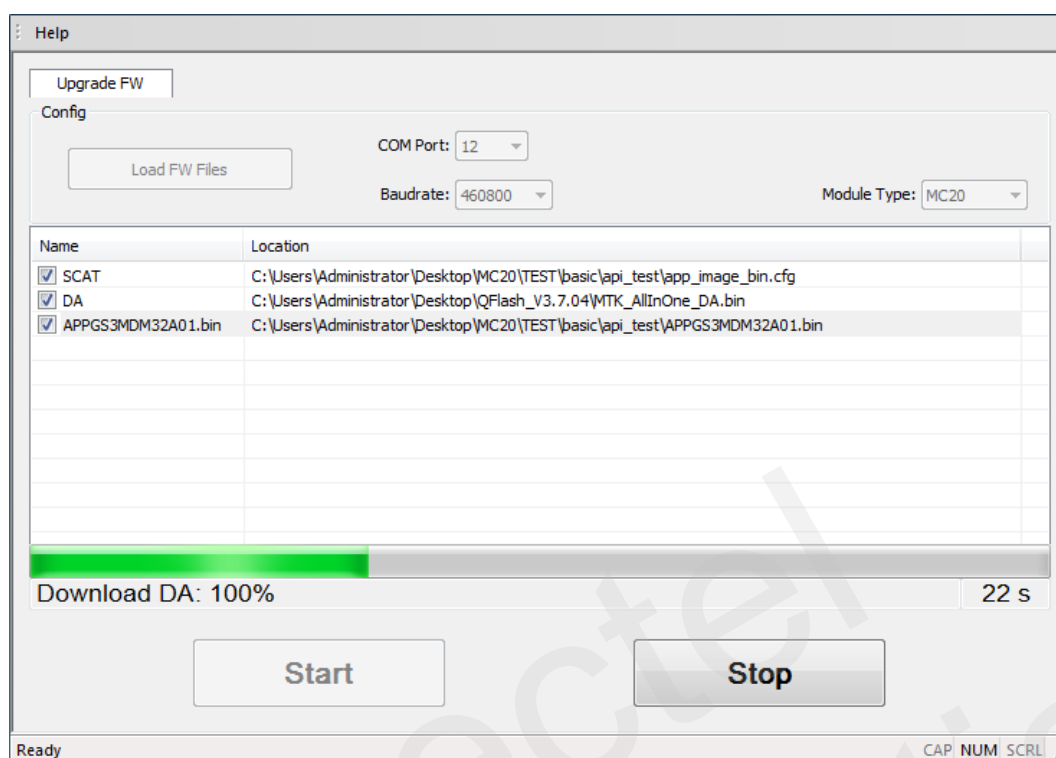 Help
Upgrade FW
Config
Load FW Files
COM Port: 12
Baudrate: 460800
Module Type: MC20
Name Location
SCAT C:\Users\Administrator\Desktop\MC20\TEST\basic\api_test\app_image_bin.cfg
DA C:\Users\Administrator\Desktop\QFlash_V3.7.04\MTK_AllInOne_DA.bin
APPGS3MDM32A01.bin C:\Users\Administrator\Desktop\MC20\TEST\basic\api_test\APPGS3MDM32A01.bin
Download DA: 100% 22 s
Start Stop
Ready CAP NUM SCRL